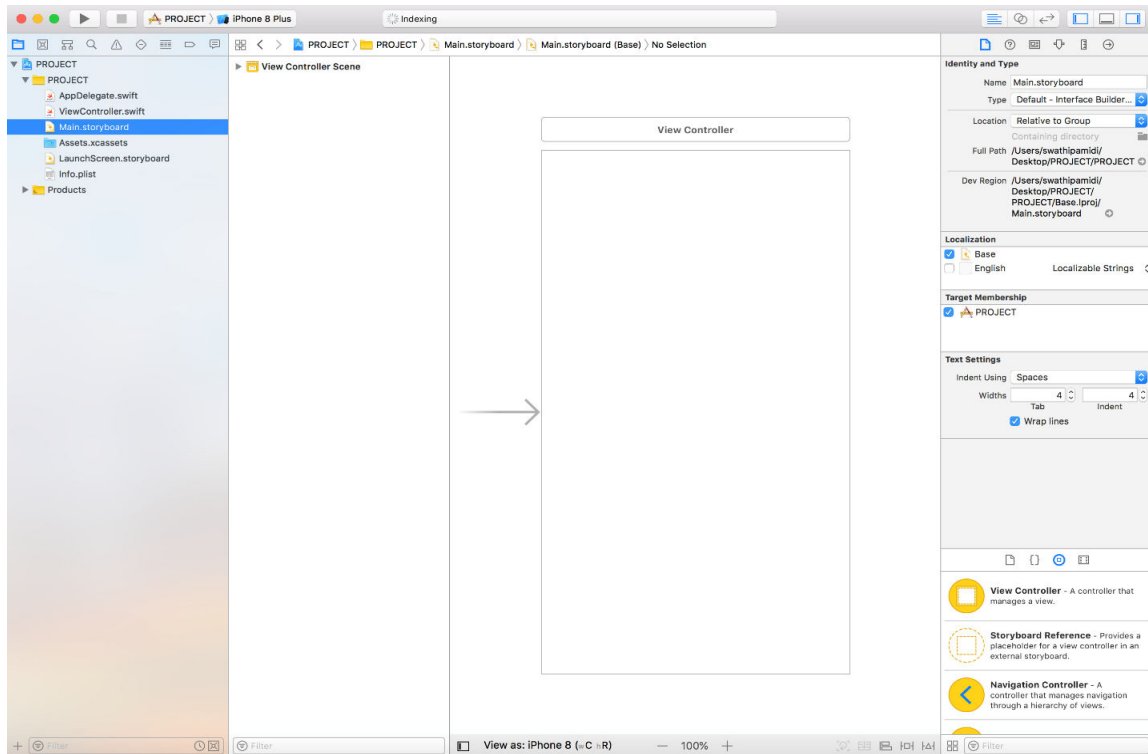 PROJECT 〉 iPhone 8 Plus
Indexing
PROJECT 〉 PROJECT 〉 Main.storyboard 〉 Main.storyboard (Base) 〉 No Selection
PROJECT
PROJECT
AppDelegate.swift
ViewController.swift
Main.storyboard
Assets.xcassets
LaunchScreen.storyboard
Info.plist
Products
Filter
View Controller Scene
Filter
View Controller
View as: iPhone 8 (wC hR)
— 100% +
Identity and Type
Name Main.storyboard
Type Default - Interface Builder...
Location Relative to Group
Containing directory
Full Path /Users/swathipamidi/
Desktop/PROJECT/PROJECT
Dev Region /Users/swathipamidi/
Desktop/PROJECT/
PROJECT/Base.lproj/
Main.storyboard
Localization
Base
English Localizable Strings
Target Membership
PROJECT
Text Settings
Indent Using Spaces
Widths 4 4
Tab Indent
Wrap lines
View Controller - A controller that
manages a view.
Storyboard Reference - Provides a
placeholder for a view controller in an
external storyboard.
Navigation Controller - A
controller that manages navigation
through a hierarchy of views.
Filter